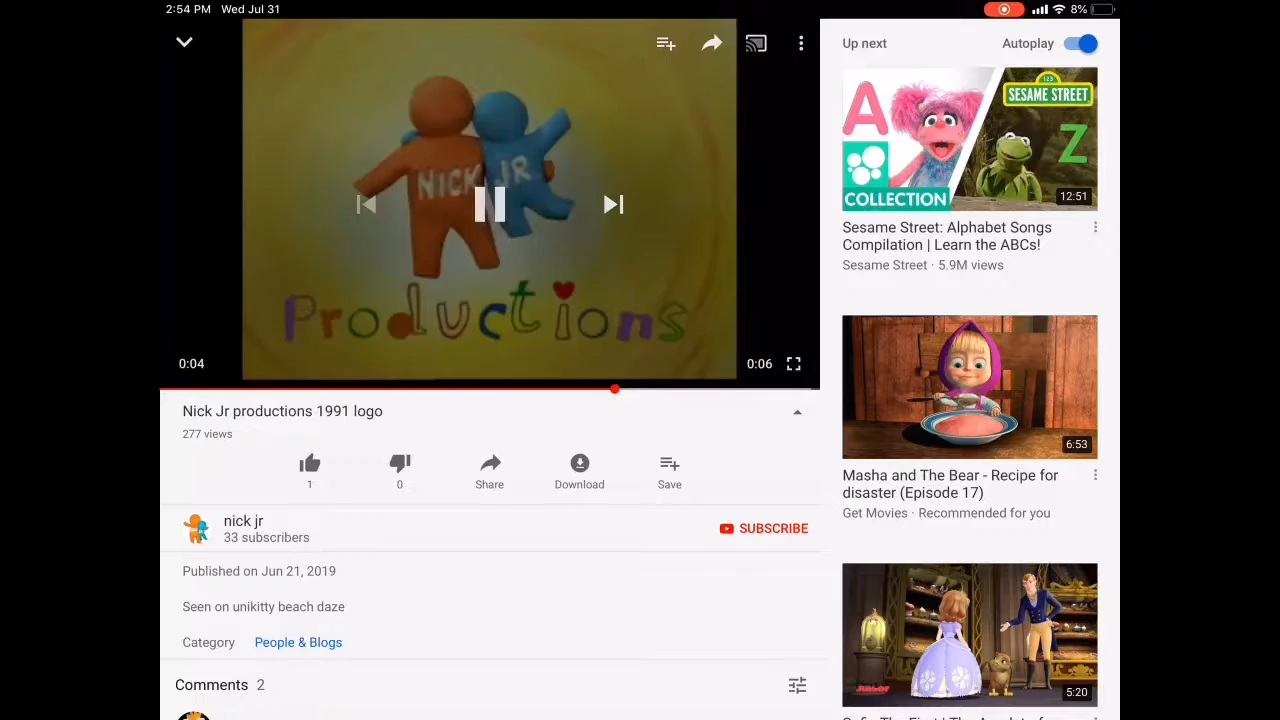 2:54 PM Wed Jul 31
8%
NICK JR
Productions
0:04
0:06
Nick Jr productions 1991 logo
277 views
1
0
Share
Download
Save
nick jr
33 subscribers
SUBSCRIBE
Published on Jun 21, 2019
Seen on unikitty beach daze
Category People & Blogs
Comments 2
Up next
Autoplay
A
123
SESAME STREET
Z
COLLECTION
12:51
Sesame Street: Alphabet Songs
Compilation | Learn the ABCs!
Sesame Street · 5.9M views
6:53
Masha and The Bear - Recipe for
disaster (Episode 17)
Get Movies · Recommended for you
Junior
5:20